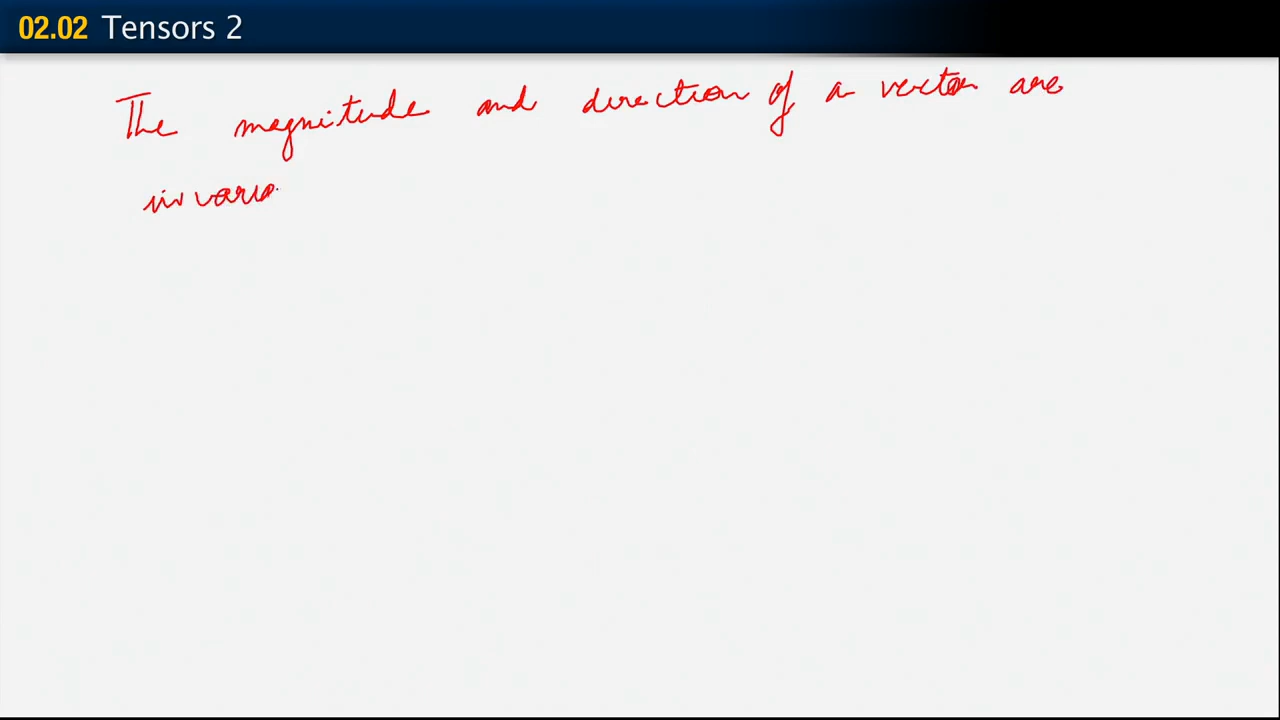 02.02 Tensors 2
The magnitude and direction of a vector are
invaria